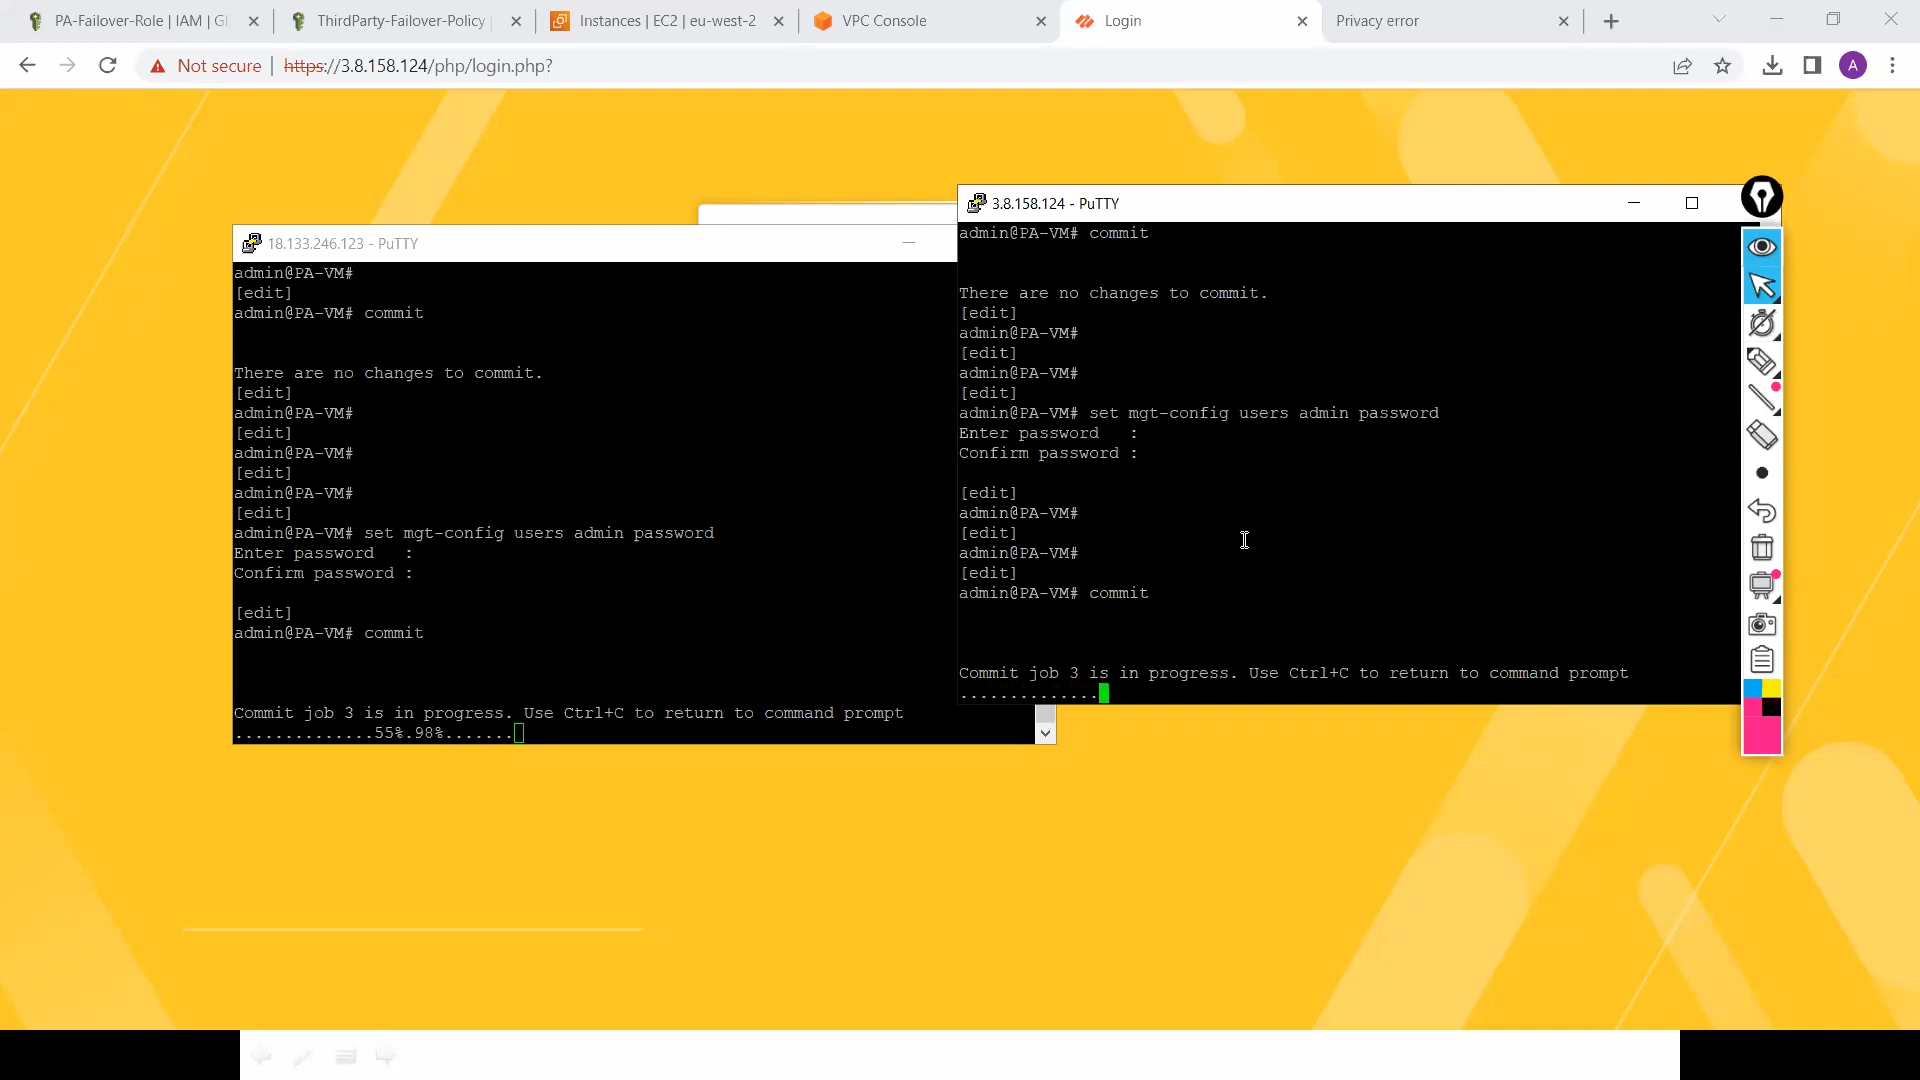 PA-Failover-Role | IAM | Gl
ThirdParty-Failover-Policy
Instances | EC2 | eu-west-2
VPC Console
Login
Privacy error
Not secure
https://3.8.158.124/php/login.php?
A
18.133.246.123 - PuTTY
admin@PA-VM#
[edit]
admin@PA-VM# commit
There are no changes to commit.
[edit]
admin@PA-VM#
[edit]
admin@PA-VM#
[edit]
admin@PA-VM#
[edit]
admin@PA-VM# set mgt-config users admin password
Enter password   :
Confirm password :
[edit]
admin@PA-VM# commit
Commit job 3 is in progress. Use Ctrl+C to return to command prompt
..............55%.98%.......
3.8.158.124 - PuTTY
admin@PA-VM# commit
There are no changes to commit.
[edit]
admin@PA-VM#
[edit]
admin@PA-VM#
[edit]
admin@PA-VM# set mgt-config users admin password
Enter password   :
Confirm password :
[edit]
admin@PA-VM#
[edit]
admin@PA-VM#
[edit]
admin@PA-VM# commit
Commit job 3 is in progress. Use Ctrl+C to return to command prompt
..............